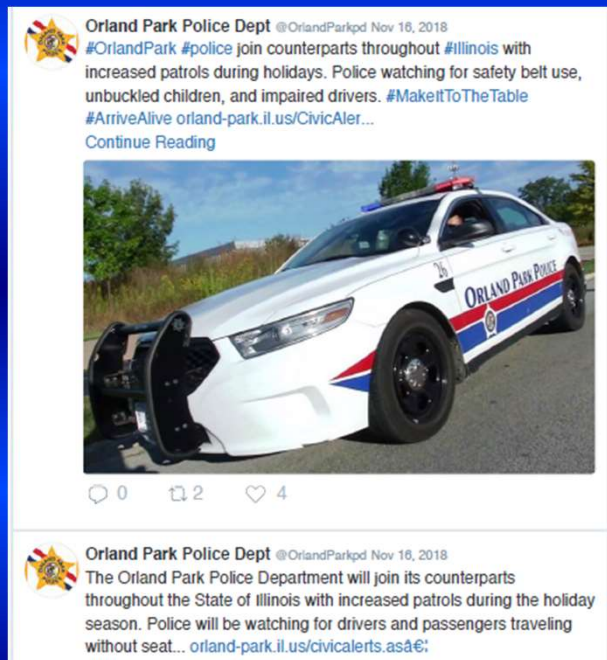 Orland Park Police Dept @OrlandParkpd Nov 16, 2018
#OrlandPark #police join counterparts throughout #Illinois with
increased patrols during holidays. Police watching for safety belt use,
unbuckled children, and impaired drivers. #MakeItToTheTable
#ArriveAlive orland-park.il.us/CivicAler...
Continue Reading
26
ORLAND PARK POLICE
0 2 4
Orland Park Police Dept @OrlandParkpd Nov 16, 2018
The Orland Park Police Department will join its counterparts
throughout the State of Illinois with increased patrols during the holiday
season. Police will be watching for drivers and passengers traveling
without seat... orland-park.il.us/civicalerts.asâ€¦